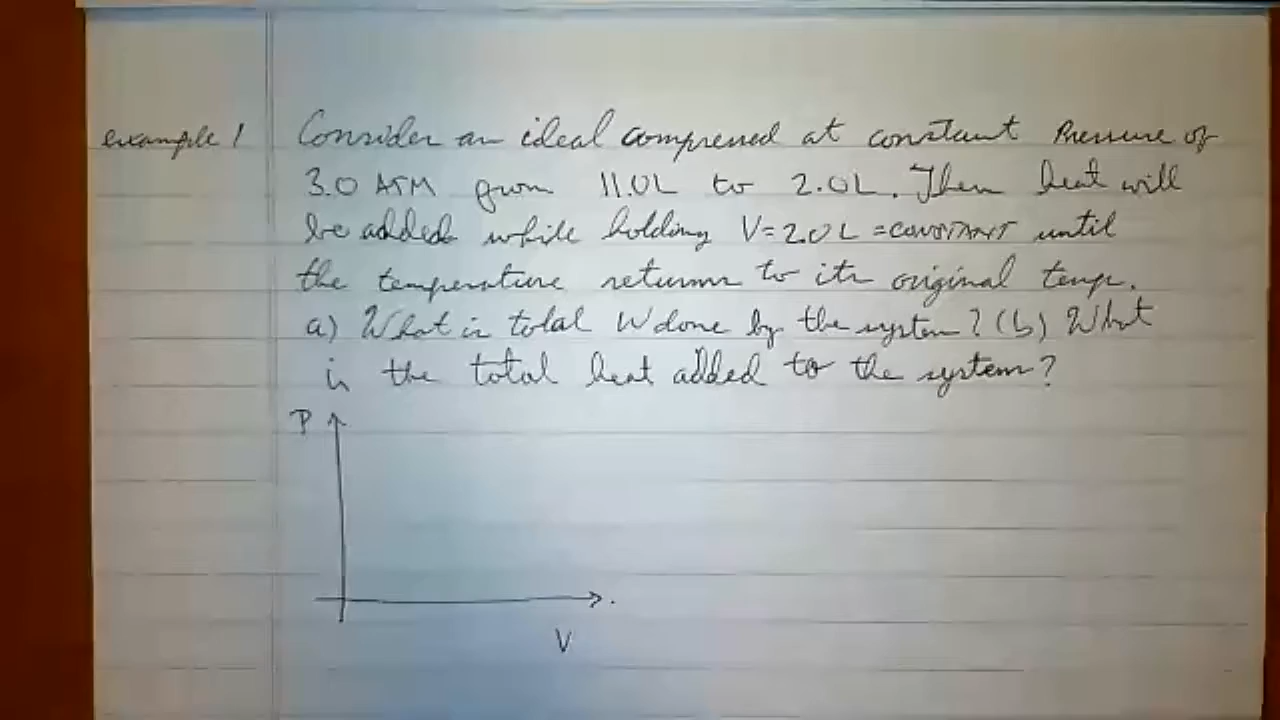 example 1 Consider an ideal compressed at constant Pressure of
3.0 ATM from 11.0L to 2.0L. Then heat will
be added while holding V=2.0L=CONSTANT until
the temperature returns to its original temp.
a) What is total W done by the system? (b) What
is the total heat added to the system?
P
V